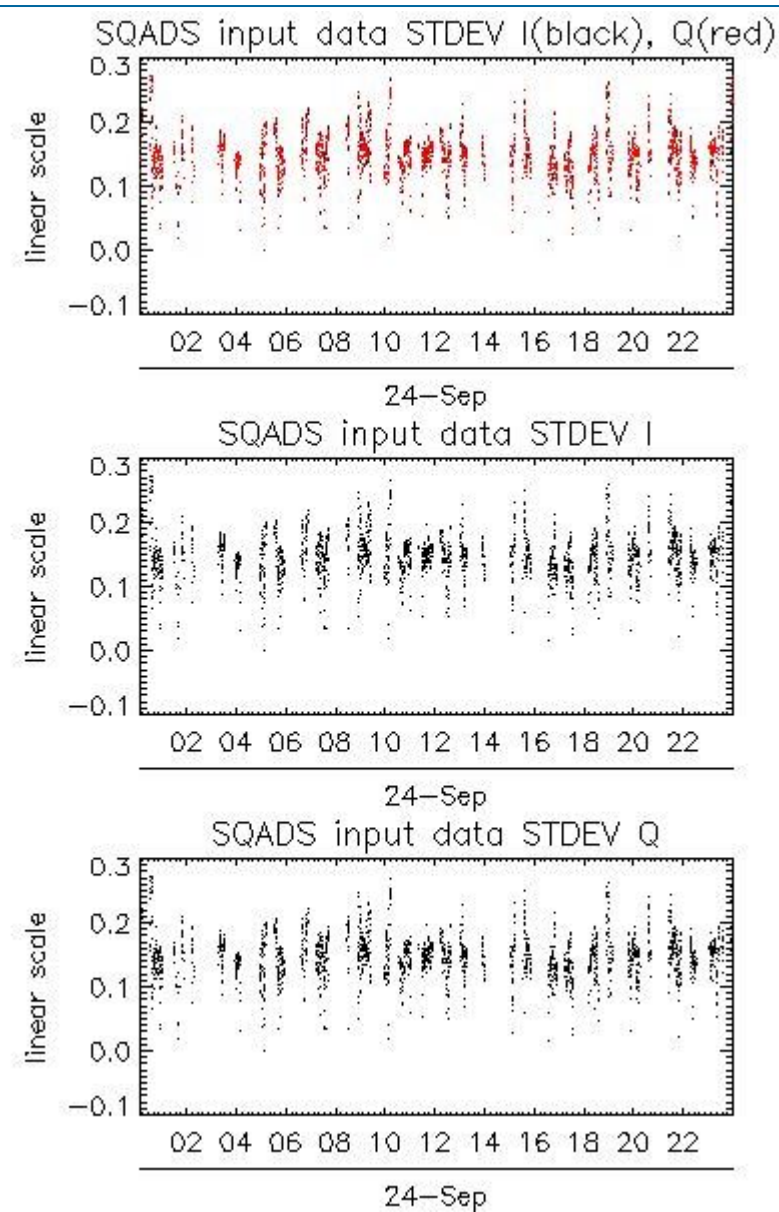 SQADS input data STDEV I(black), Q(red)
0.3
0.2
0.1
0.0
−0.1
linear scale
02 04 06 08 10 12 14 16 18 20 22
24−Sep
SQADS input data STDEV I
0.3
0.2
0.1
0.0
−0.1
linear scale
02 04 06 08 10 12 14 16 18 20 22
24−Sep
SQADS input data STDEV Q
0.3
0.2
0.1
0.0
−0.1
linear scale
02 04 06 08 10 12 14 16 18 20 22
24−Sep